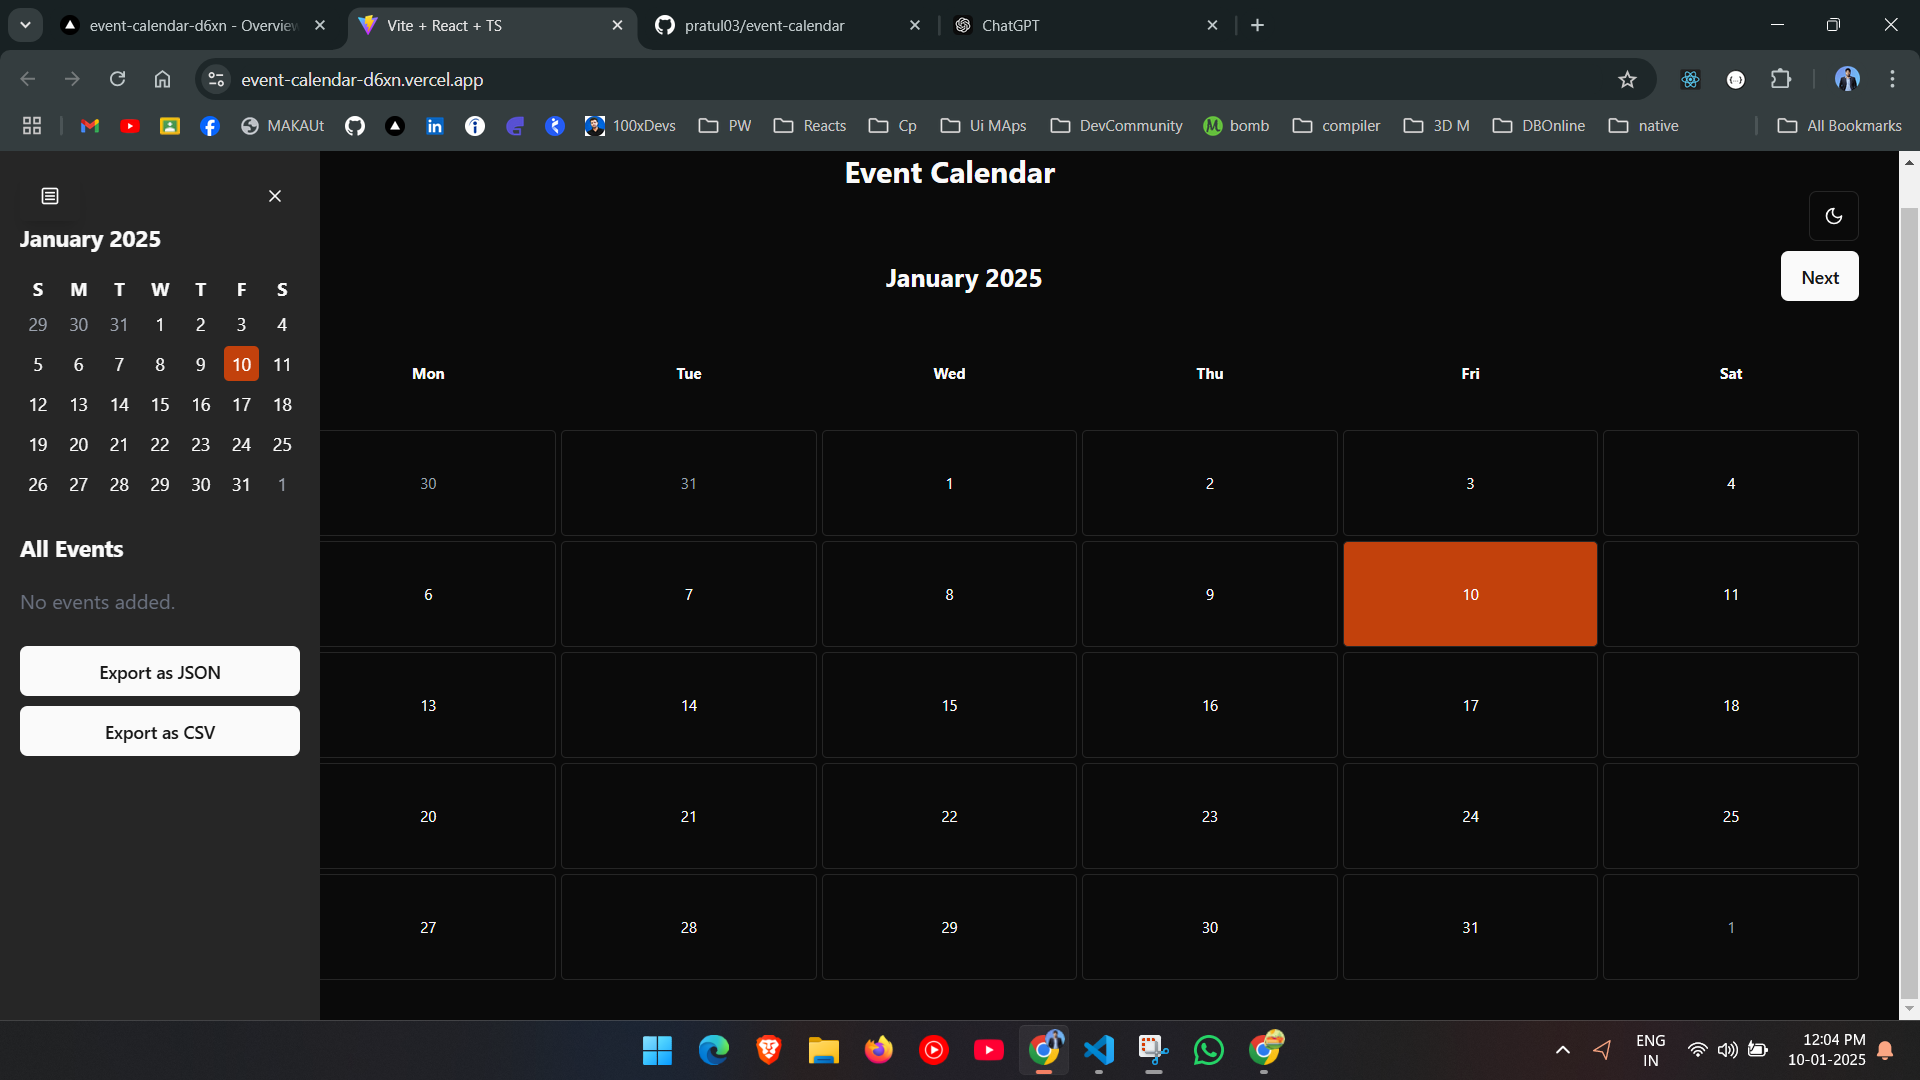 event-calendar-d6xn - Overview
Vite + React + TS
pratul03/event-calendar
ChatGPT
event-calendar-d6xn.vercel.app
MAKAUt
100xDevs
PW
Reacts
Cp
Ui MAps
DevCommunity
bomb
compiler
3D M
DBOnline
native
All Bookmarks
Event Calendar
January 2025
S M T W T F S
29 30 31 1 2 3 4
5 6 7 8 9 10 11
12 13 14 15 16 17 18
19 20 21 22 23 24 25
26 27 28 29 30 31 1
All Events
No events added.
Export as JSON
Export as CSV
January 2025
Next
Mon Tue Wed Thu Fri Sat
30 31 1 2 3 4
6 7 8 9 10 11
13 14 15 16 17 18
20 21 22 23 24 25
27 28 29 30 31 1
ENG
IN
12:04 PM
10-01-2025